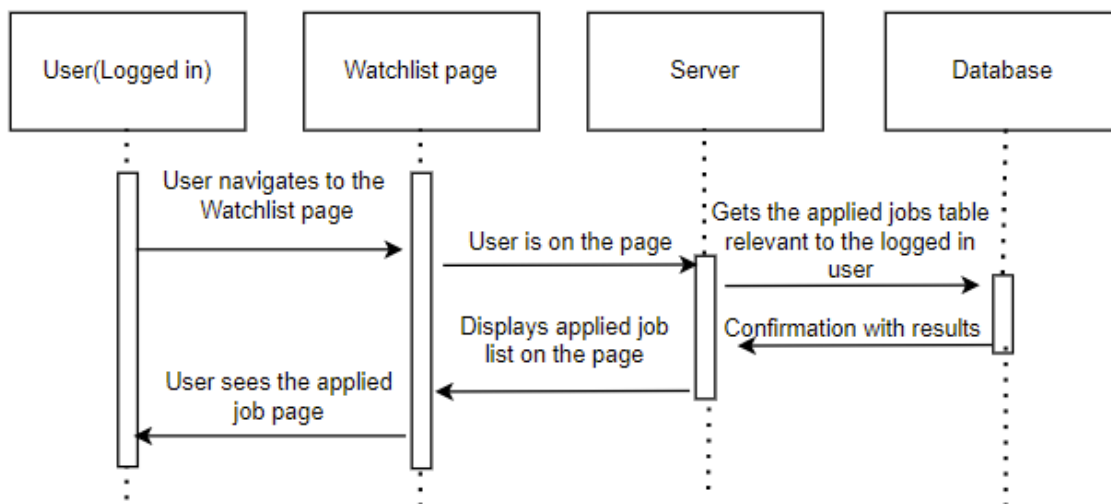 User(Logged in)
Watchlist page
Server
Database
User navigates to the
Watchlist page
User is on the page
Gets the applied jobs table
relevant to the logged in
user
Confirmation with results
Displays applied job
list on the page
User sees the applied
job page